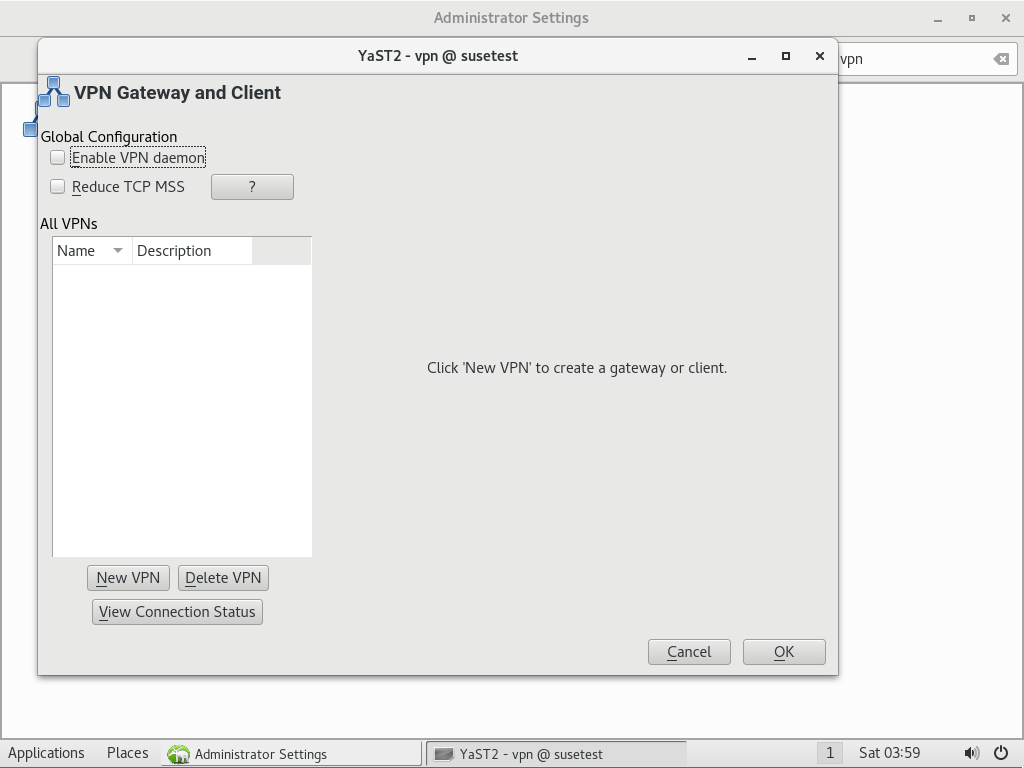 Administrator Settings
YaST2 - vpn @ susetest
vpn
VPN Gateway and Client
Global Configuration
Enable VPN daemon
Reduce TCP MSS
?
All VPNs
Name Description
Click 'New VPN' to create a gateway or client.
New VPN Delete VPN
View Connection Status
Cancel OK
Applications Places Administrator Settings YaST2 - vpn @ susetest 1 Sat 03:59